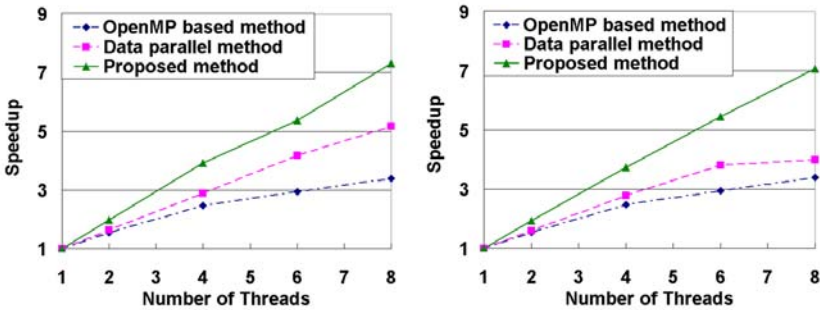 9
7
5
3
1
Speedup
OpenMP based method
Data parallel method
Proposed method
1 2 3 4 5 6 7 8
Number of Threads
9
7
5
3
1
Speedup
OpenMP based method
Data parallel method
Proposed method
1 2 3 4 5 6 7 8
Number of Threads